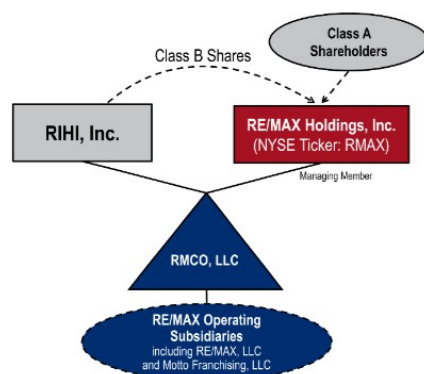 Class A
Shareholders
Class B Shares
RIHI, Inc.
RE/MAX Holdings, Inc.
(NYSE Ticker: RMAX)
Managing Member
RMCO, LLC
RE/MAX Operating
Subsidiaries
including RE/MAX, LLC
and Motto Franchising, LLC